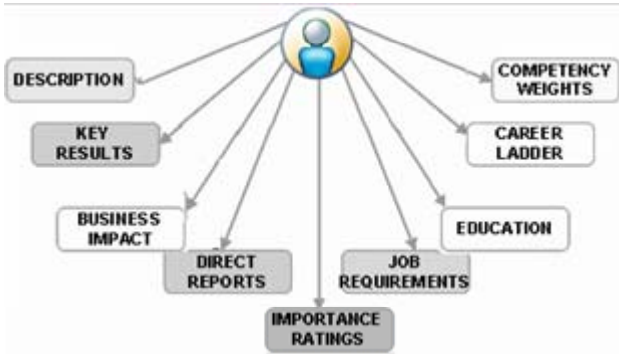 DESCRIPTION
COMPETENCY
WEIGHTS
KEY
RESULTS
CAREER
LADDER
BUSINESS
IMPACT
EDUCATION
DIRECT
REPORTS
JOB
REQUIREMENTS
IMPORTANCE
RATINGS